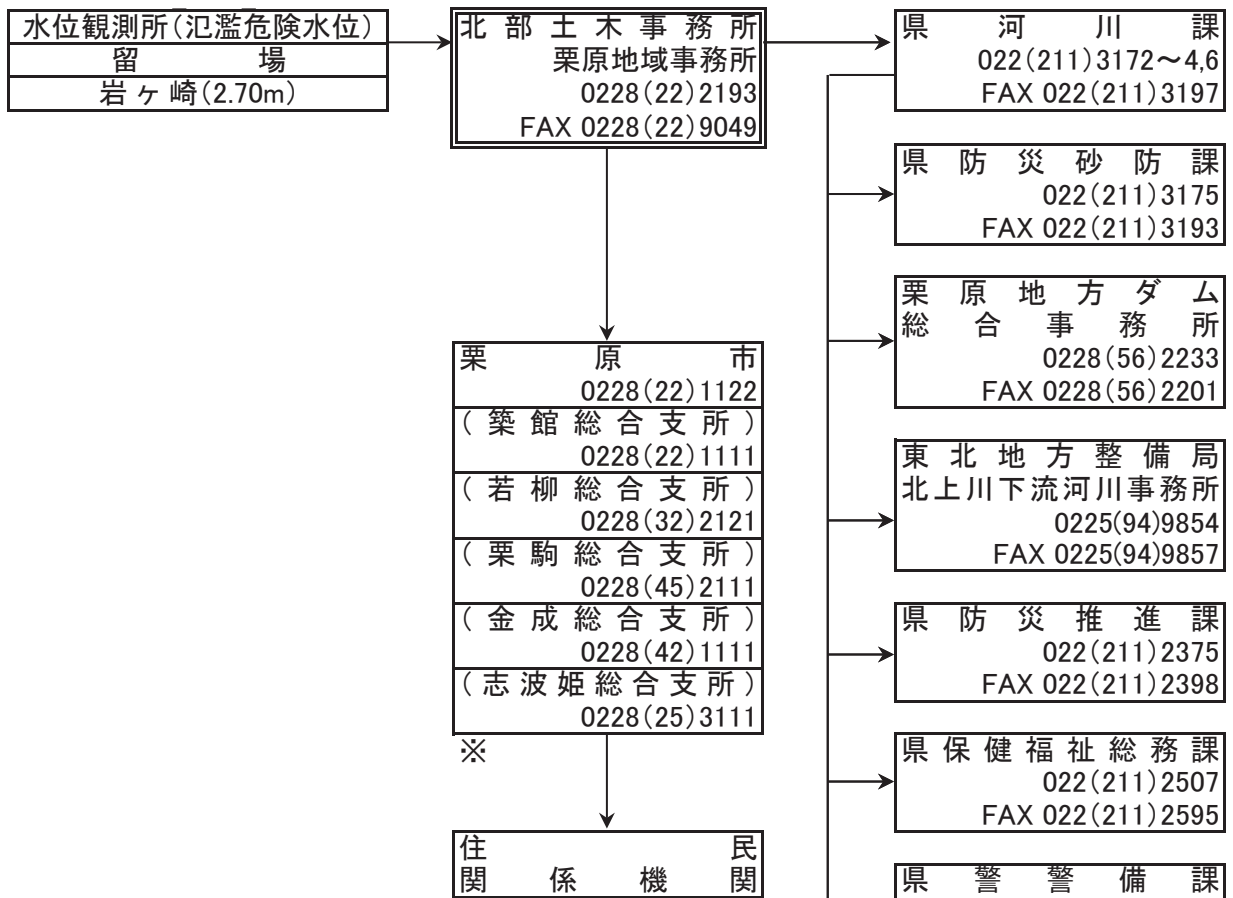 水位観測所(氾濫危険水位)
留場
岩ヶ崎(2.70m)
北部土木事務所
栗原地域事務所
0228(22)2193
FAX 0228(22)9049
栗原市
0228(22)1122
(築館総合支所)
0228(22)1111
(若柳総合支所)
0228(32)2121
(栗駒総合支所)
0228(45)2111
(金成総合支所)
0228(42)1111
(志波姫総合支所)
0228(25)3111
※
住民
関係機関
県河川課
022(211)3172～4,6
FAX 022(211)3197
県防災砂防課
022(211)3175
FAX 022(211)3193
栗原地方ダム
総合事務所
0228(56)2233
FAX 0228(56)2201
東北地方整備局
北上川下流河川事務所
0225(94)9854
FAX 0225(94)9857
県防災推進課
022(211)2375
FAX 022(211)2398
県保健福祉総務課
022(211)2507
FAX 022(211)2595
県警警備課